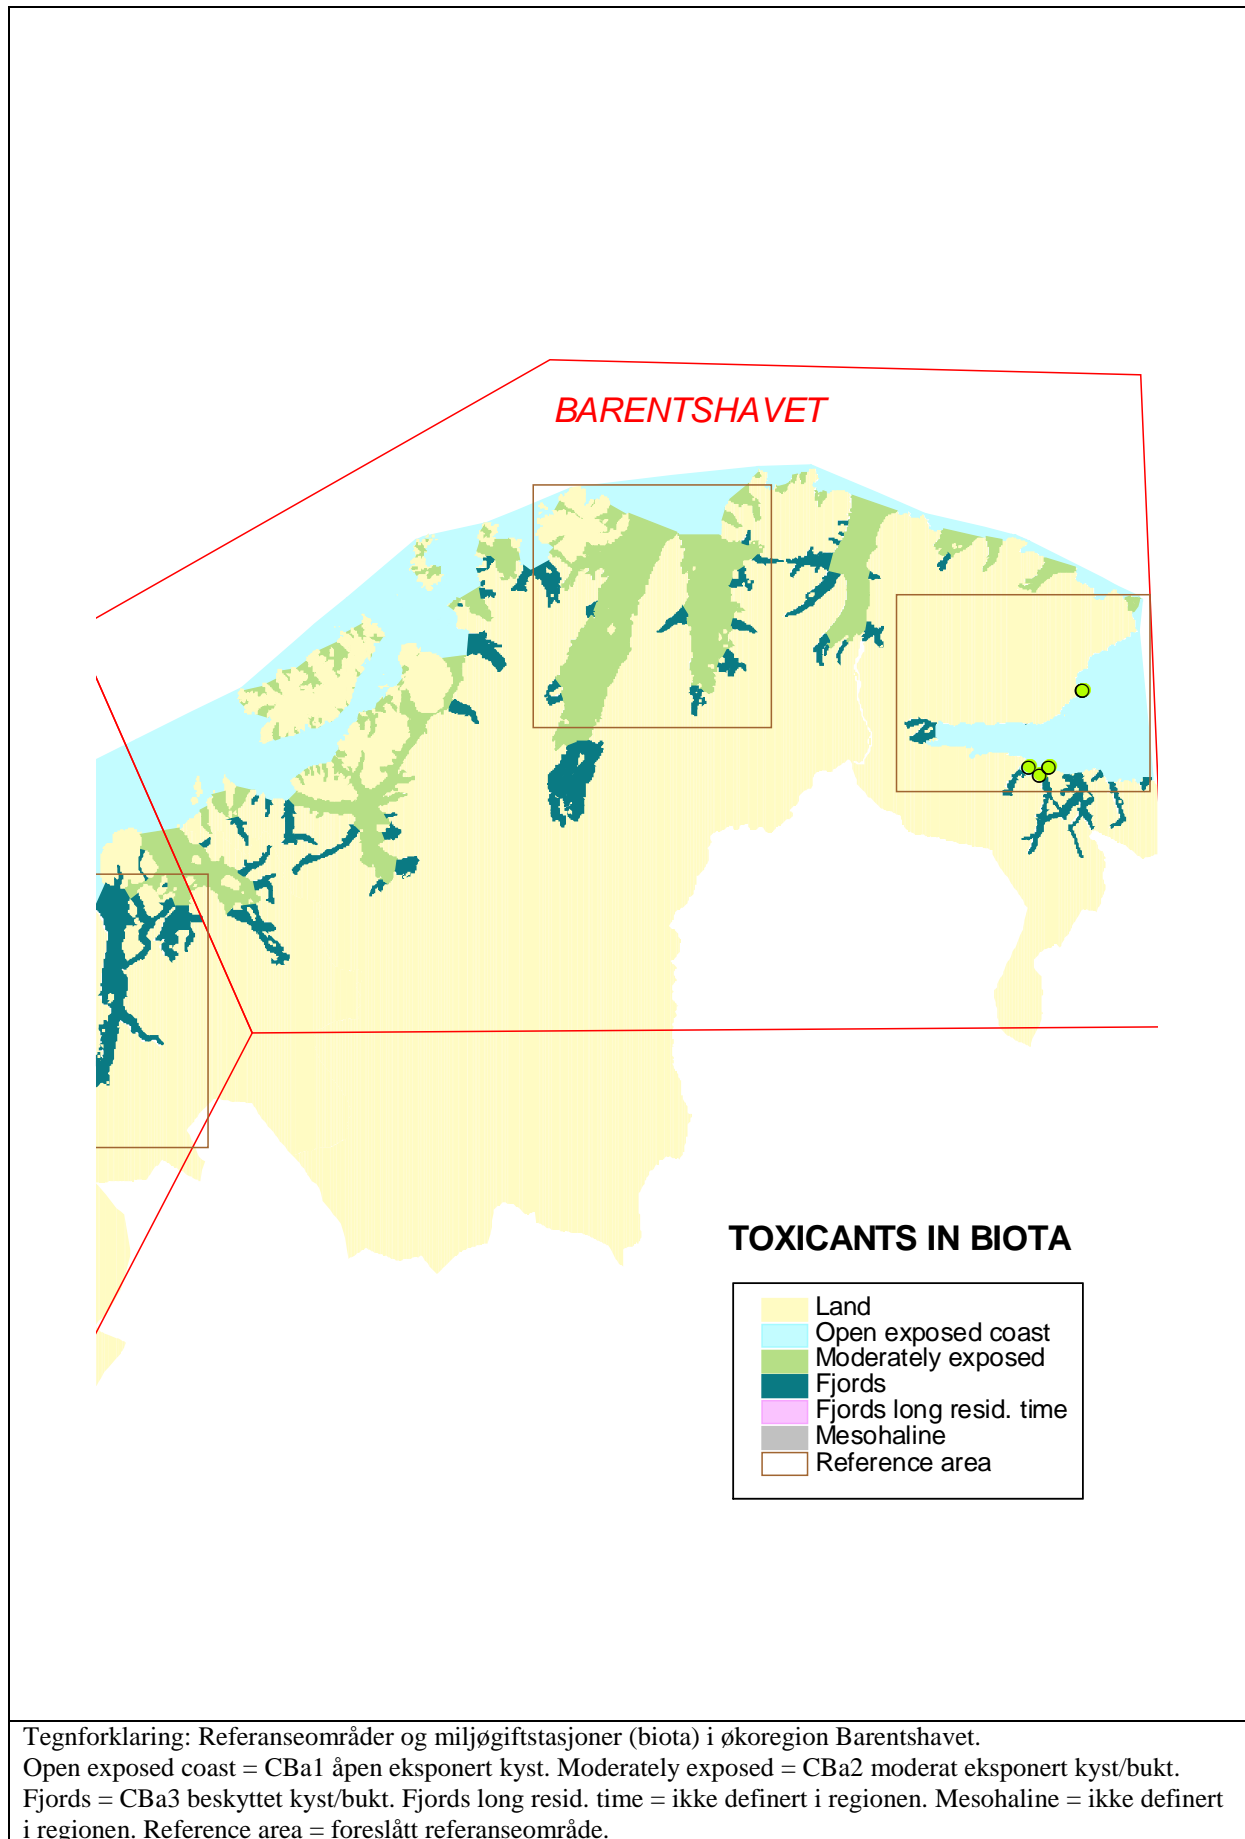 BARENTSHAVET
TOXICANTS IN BIOTA
Land
Open exposed coast
Moderately exposed
Fjords
Fjords long resid. time
Mesohaline
Reference area
Tegnforklaring: Referanseområder og miljøgiftstasjoner (biota) i økoregion Barentshavet.
Open exposed coast = CBa1 åpen eksponert kyst. Moderately exposed = CBa2 moderat eksponert kyst/bukt.
Fjords = CBa3 beskyttet kyst/bukt. Fjords long resid. time = ikke definert i regionen. Mesohaline = ikke definert
i regionen. Reference area = foreslått referanseområde.